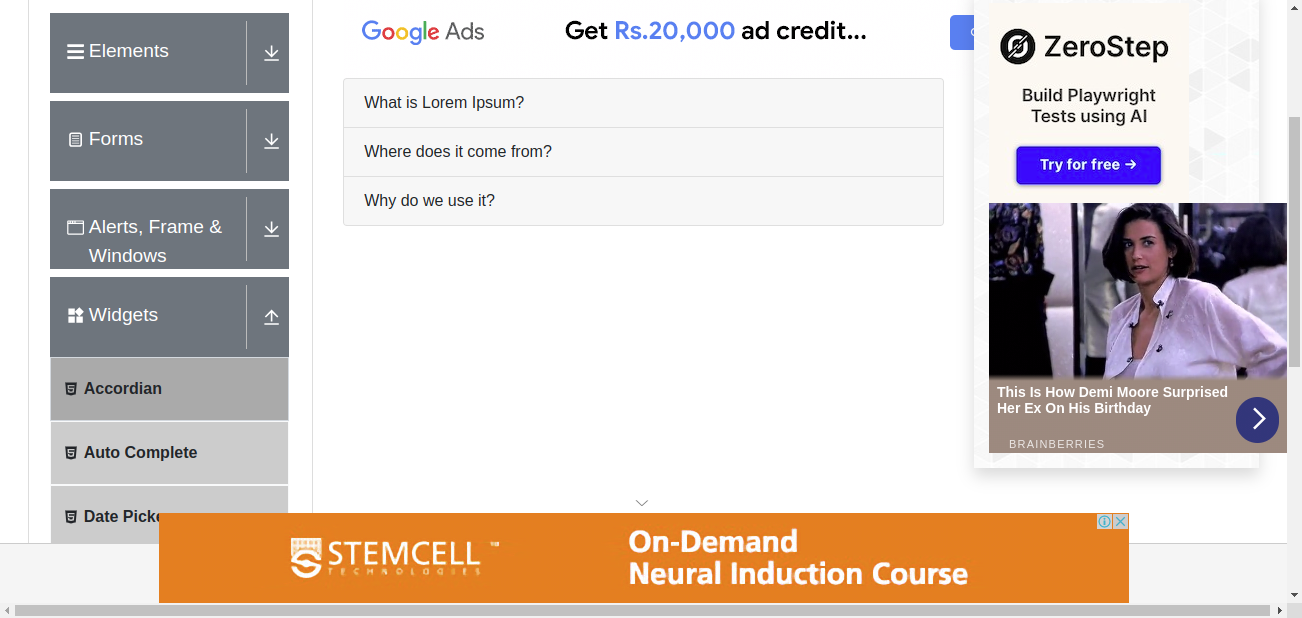 Elements
Forms
Alerts, Frame &
Windows
Widgets
Accordian
Auto Complete
Date Picke
Google Ads
Get Rs.20,000 ad credit...
What is Lorem Ipsum?
Where does it come from?
Why do we use it?
ZeroStep
Build Playwright
Tests using AI
Try for free →
This Is How Demi Moore Surprised
Her Ex On His Birthday
BRAINBERRIES
STEMCELL™
TECHNOLOGIES
On-Demand
Neural Induction Course